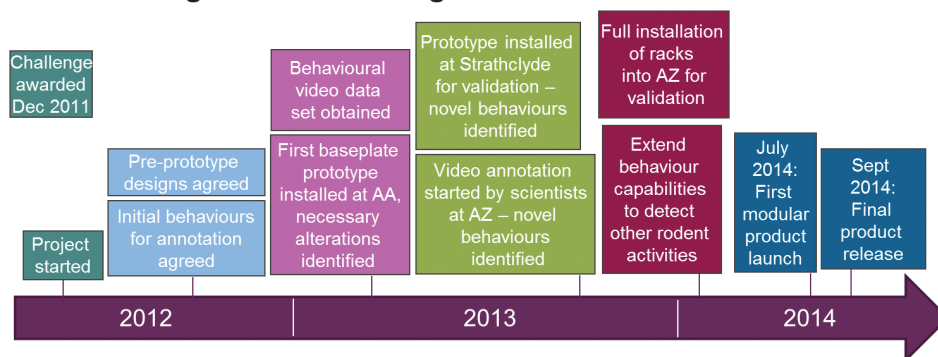 Challenge
awarded
Dec 2011
Project
started
Pre-prototype
designs agreed
Initial behaviours
for annotation
agreed
Behavioural
video data
set obtained
First baseplate
prototype
installed at AA,
necessary
alterations
identified
Prototype installed
at Strathclyde
for validation –
novel behaviours
identified
Video annotation
started by scientists
at AZ – novel
behaviours
identified
Full installation
of racks
into AZ for
validation
Extend
behaviour
capabilities
to detect
other rodent
activities
July
2014:
First
modular
product
launch
Sept
2014:
Final
product
release
2012
2013
2014